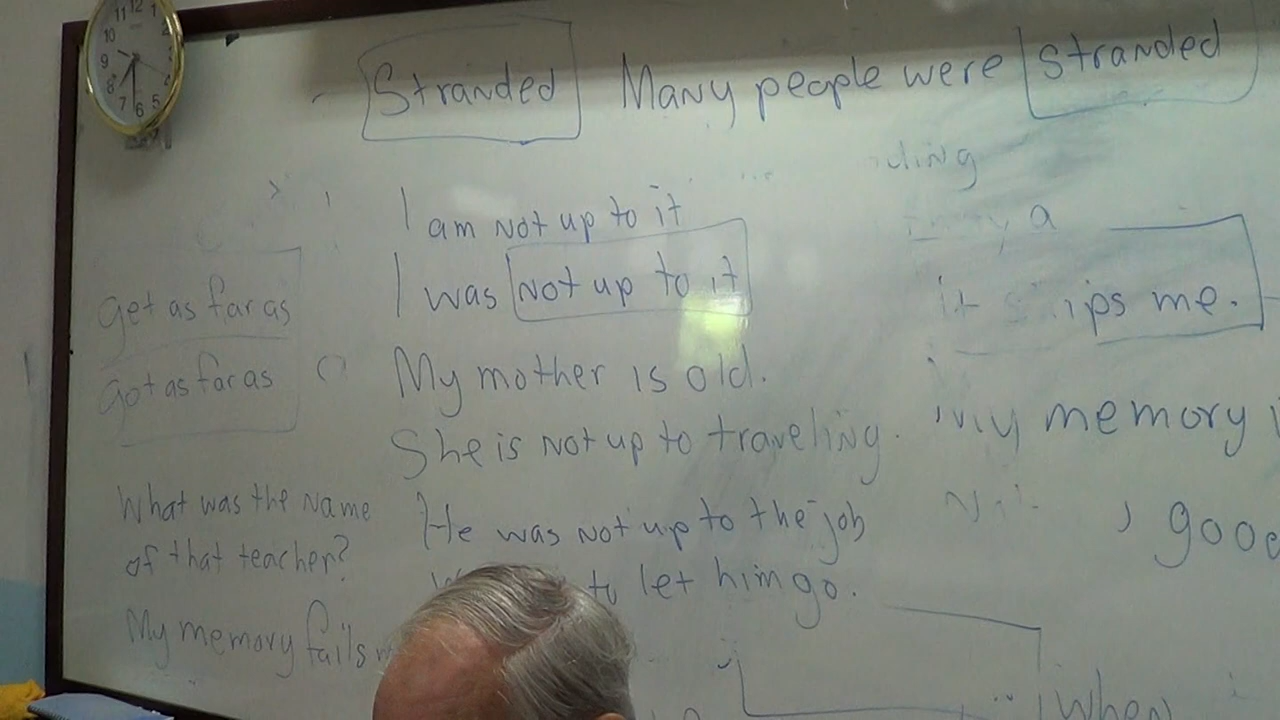 Stranded Many people were stranded
I am not up to it
a
I was not up to it
it ips me.
get as far as
got as far as
My mother is old.
She is not up to traveling.
my memory
What was the name
of that teacher?
He was not up to the job
to let him go.
My memory fails
when